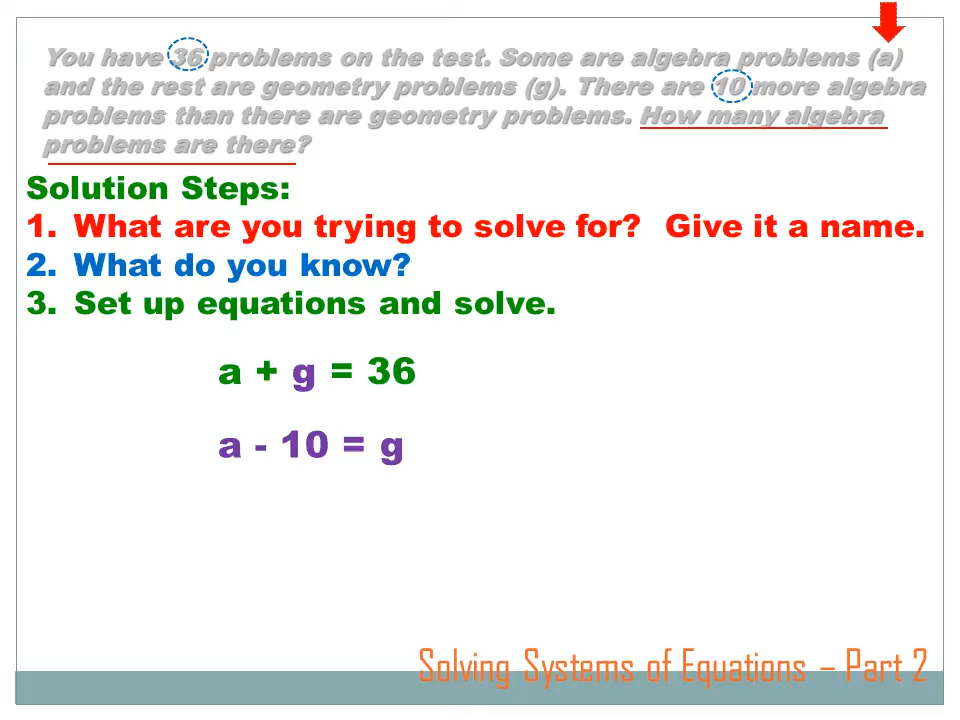 You have 36 problems on the test. Some are algebra problems (a)
and the rest are geometry problems (g). There are 10 more algebra
problems than there are geometry problems. How many algebra
problems are there?
Solution Steps:
1. What are you trying to solve for? Give it a name.
2. What do you know?
3. Set up equations and solve.
a + g = 36
a - 10 = g
Solving Systems of Equations – Part 2